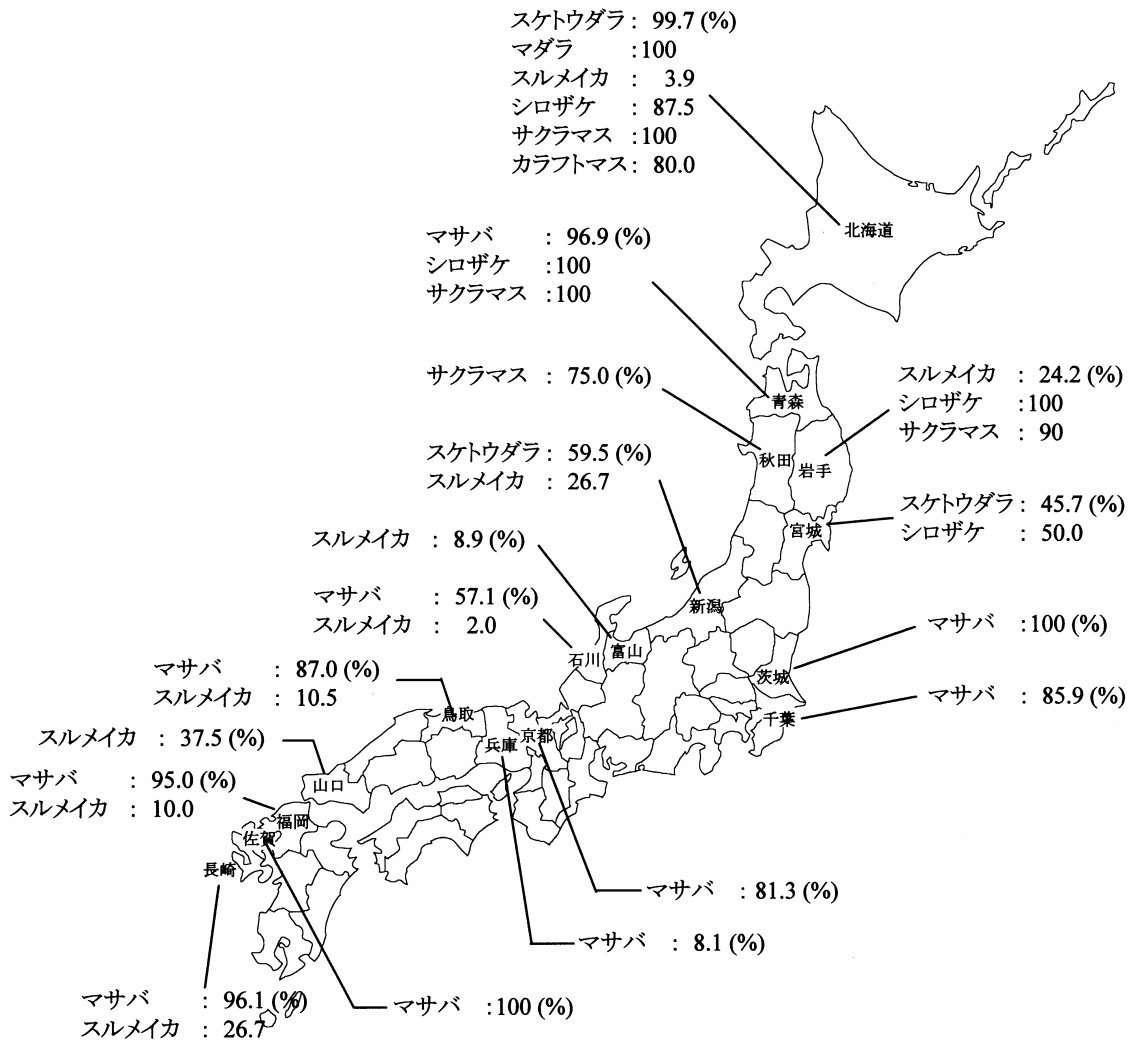 スケトウダラ: 99.7 (%)
マダラ :100
スルメイカ : 3.9
シロザケ : 87.5
サクラマス :100
カラフトマス: 80.0
北海道
マサバ : 96.9 (%)
シロザケ :100
サクラマス :100
サクラマス : 75.0 (%)
青森
スルメイカ : 24.2 (%)
シロザケ :100
サクラマス : 90
スケトウダラ: 59.5 (%)
スルメイカ : 26.7
秋田
岩手
スケトウダラ: 45.7 (%)
シロザケ : 50.0
宮城
スルメイカ : 8.9 (%)
マサバ : 57.1 (%)
スルメイカ : 2.0
新潟
マサバ :100 (%)
石川
富山
茨城
マサバ : 87.0 (%)
スルメイカ : 10.5
マサバ : 85.9 (%)
鳥取
千葉
スルメイカ : 37.5 (%)
兵庫
京都
マサバ : 95.0 (%)
スルメイカ : 10.0
山口
福岡
佐賀
長崎
マサバ : 81.3 (%)
マサバ : 8.1 (%)
マサバ : 96.1 (%)
スルメイカ : 26.7
マサバ :100 (%)